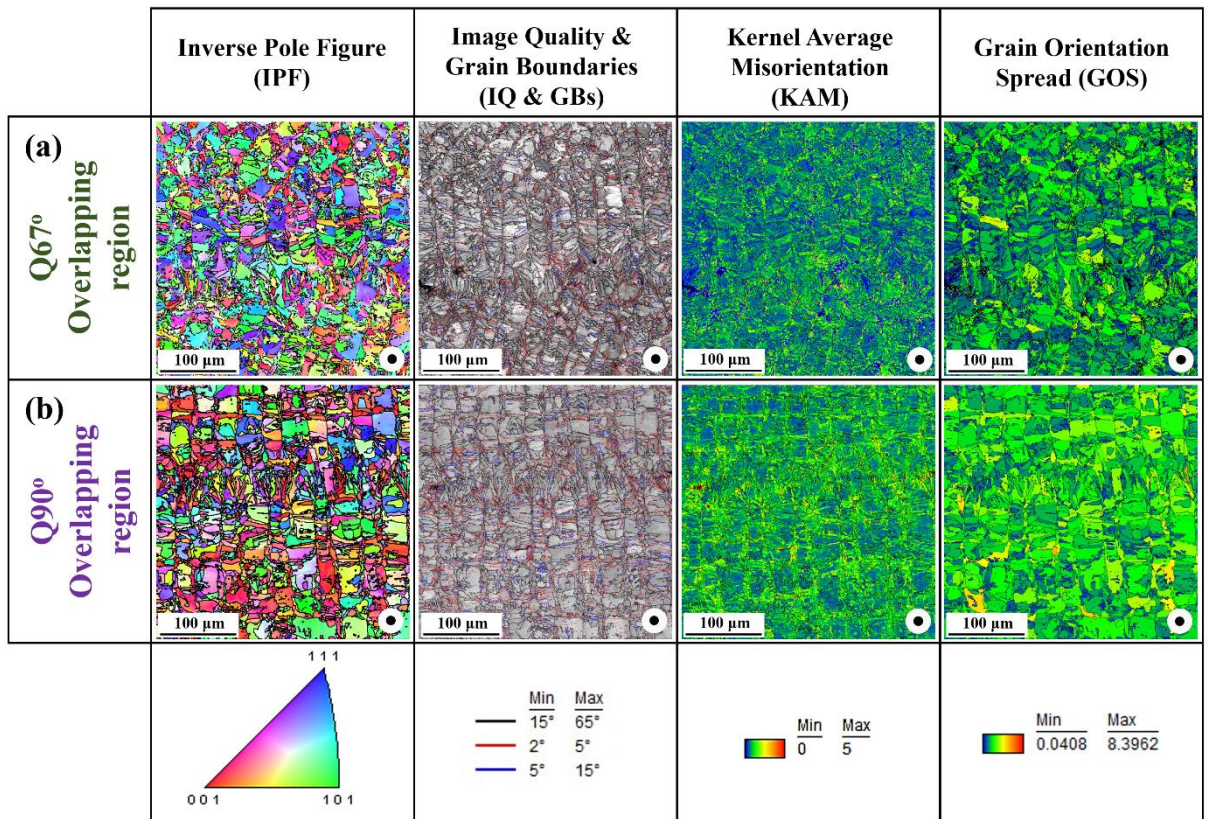 Inverse Pole Figure
(IPF)
Image Quality &
Grain Boundaries
(IQ & GBs)
Kernel Average
Misorientation
(KAM)
Grain Orientation
Spread (GOS)
(a)
Q67º
Overlapping
region
100 μm
100 μm
100 μm
100 μm
(b)
Q90º
Overlapping
region
100 μm
100 μm
100 μm
100 μm
1 1 1
0 0 1
1 0 1
Min Max
15° 65°
2° 5°
5° 15°
Min Max
0 5
Min Max
0.0408 8.3962